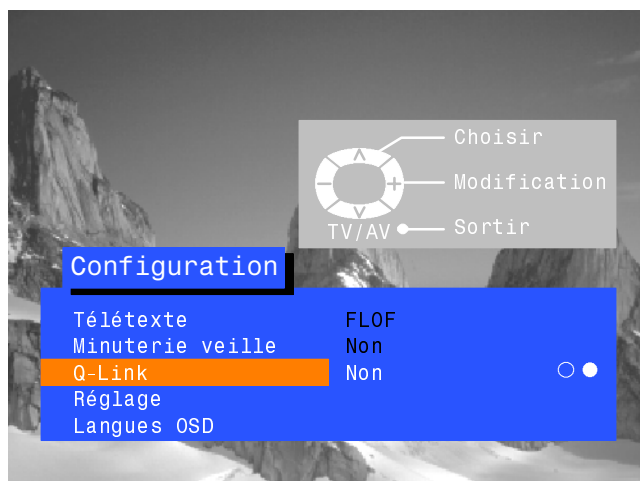 Choisir
Modification
TV/AV Sortir
Configuration
Télétexte FLOF
Minuterie veille Non
Q-Link Non
Réglage
Langues OSD